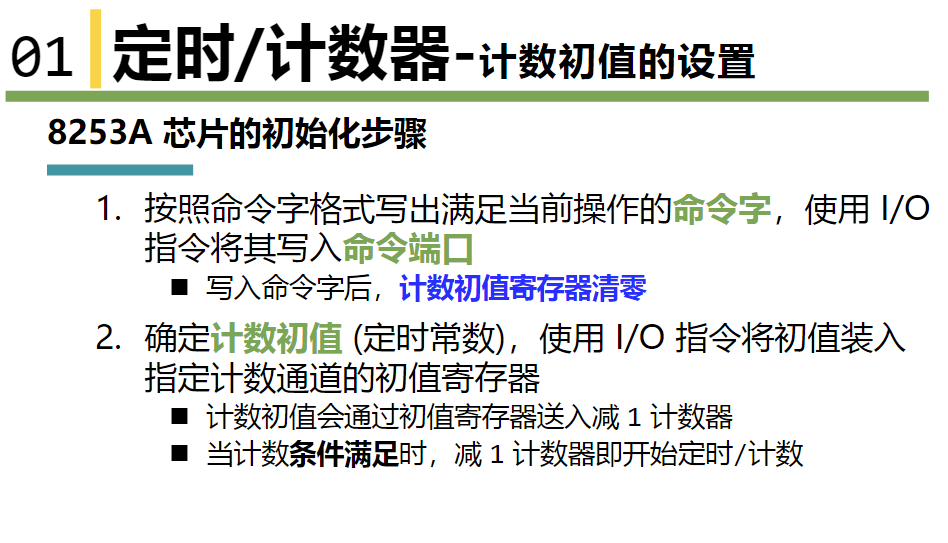 01 定时/计数器-计数初值的设置
8253A 芯片的初始化步骤
1. 按照命令字格式写出满足当前操作的命令字，使用 I/O
指令将其写入命令端口
■ 写入命令字后，计数初值寄存器清零
2. 确定计数初值 (定时常数)，使用 I/O 指令将初值装入
指定计数通道的初值寄存器
■ 计数初值会通过初值寄存器送入减 1 计数器
■ 当计数条件满足时，减 1 计数器即开始定时/计数